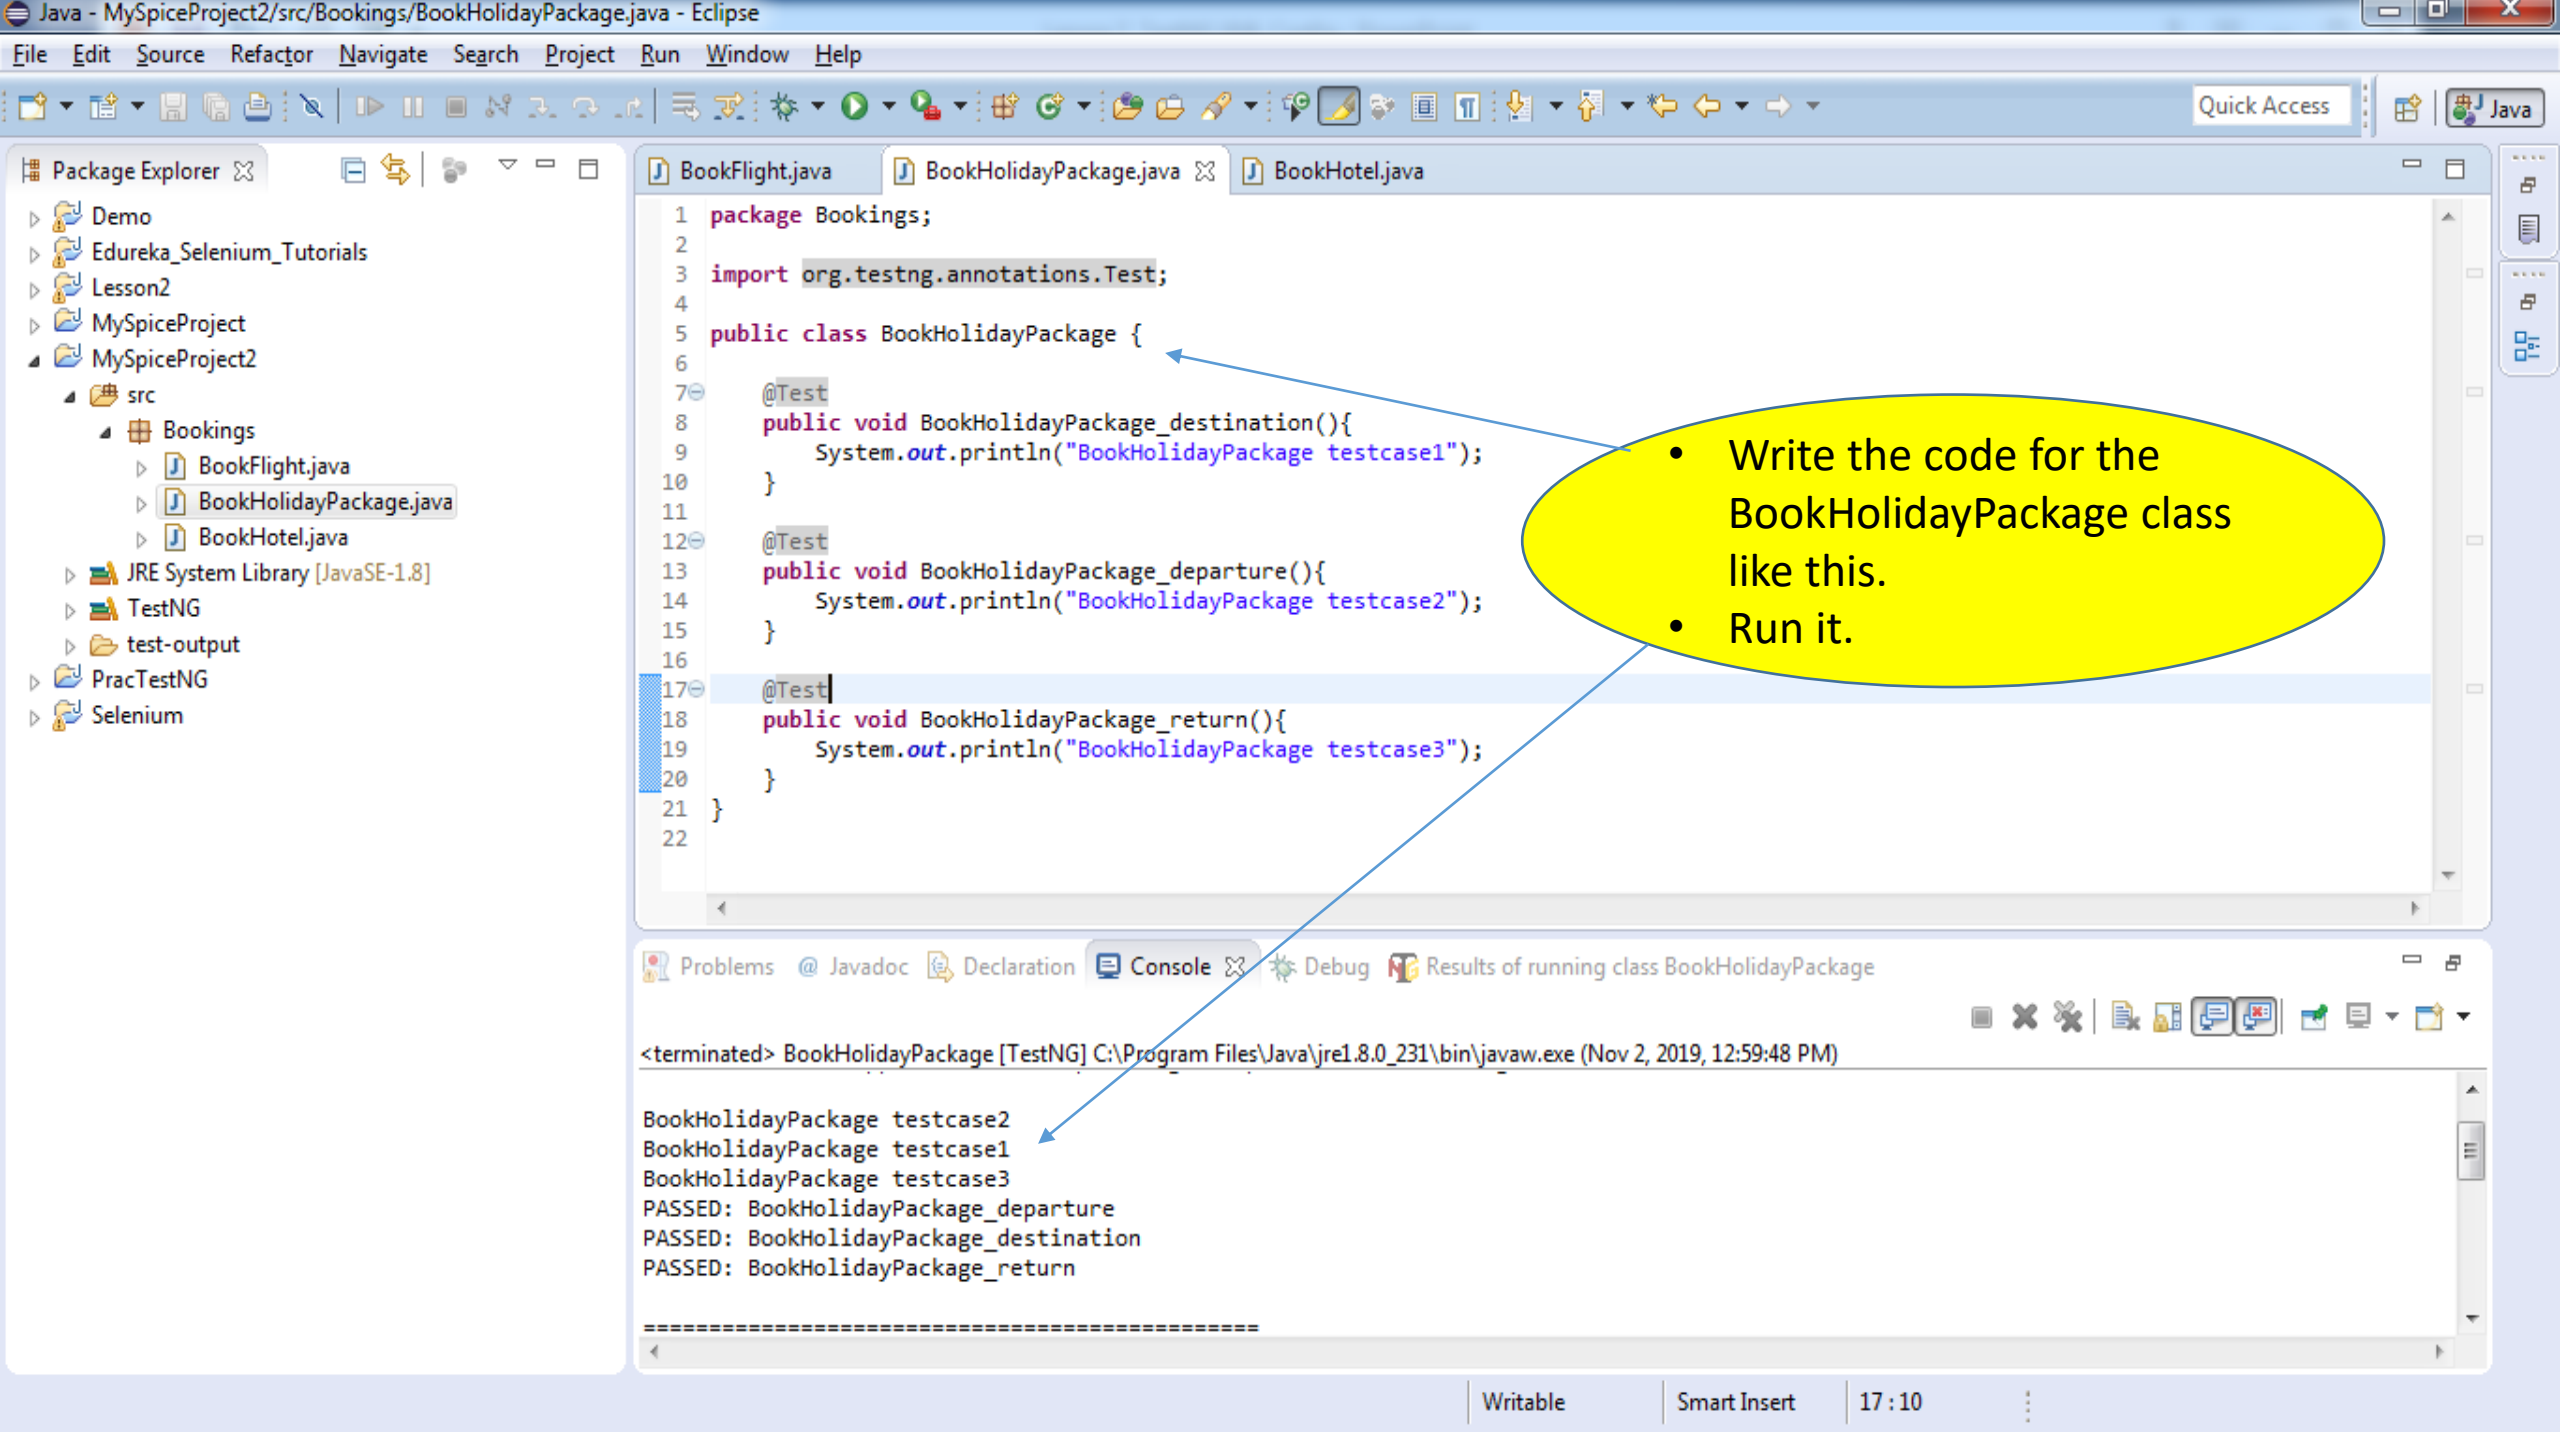 Java - MySpiceProject2/src/Bookings/BookHolidayPackage.java - Eclipse
File Edit Source Refactor Navigate Search Project Run Window Help
Quick Access
Java
Package Explorer
Demo
Edureka_Selenium_Tutorials
Lesson2
MySpiceProject
MySpiceProject2
src
Bookings
BookFlight.java
BookHolidayPackage.java
BookHotel.java
JRE System Library [JavaSE-1.8]
TestNG
test-output
PracTestNG
Selenium
BookFlight.java BookHolidayPackage.java BookHotel.java
1 package Bookings;
2
3 import org.testng.annotations.Test;
4
5 public class BookHolidayPackage {
6
7 @Test
8 public void BookHolidayPackage_destination(){
9 System.out.println("BookHolidayPackage testcase1");
10 }
11
12 @Test
13 public void BookHolidayPackage_departure(){
14 System.out.println("BookHolidayPackage testcase2");
15 }
16
17 @Test
18 public void BookHolidayPackage_return(){
19 System.out.println("BookHolidayPackage testcase3");
20 }
21 }
22
• Write the code for the
BookHolidayPackage class
like this.
• Run it.
Problems @ Javadoc Declaration Console Debug Results of running class BookHolidayPackage
<terminated> BookHolidayPackage [TestNG] C:\Program Files\Java\jre1.8.0_231\bin\javaw.exe (Nov 2, 2019, 12:59:48 PM)
BookHolidayPackage testcase2
BookHolidayPackage testcase1
BookHolidayPackage testcase3
PASSED: BookHolidayPackage_departure
PASSED: BookHolidayPackage_destination
PASSED: BookHolidayPackage_return
===============================================
Writable Smart Insert 17 : 10